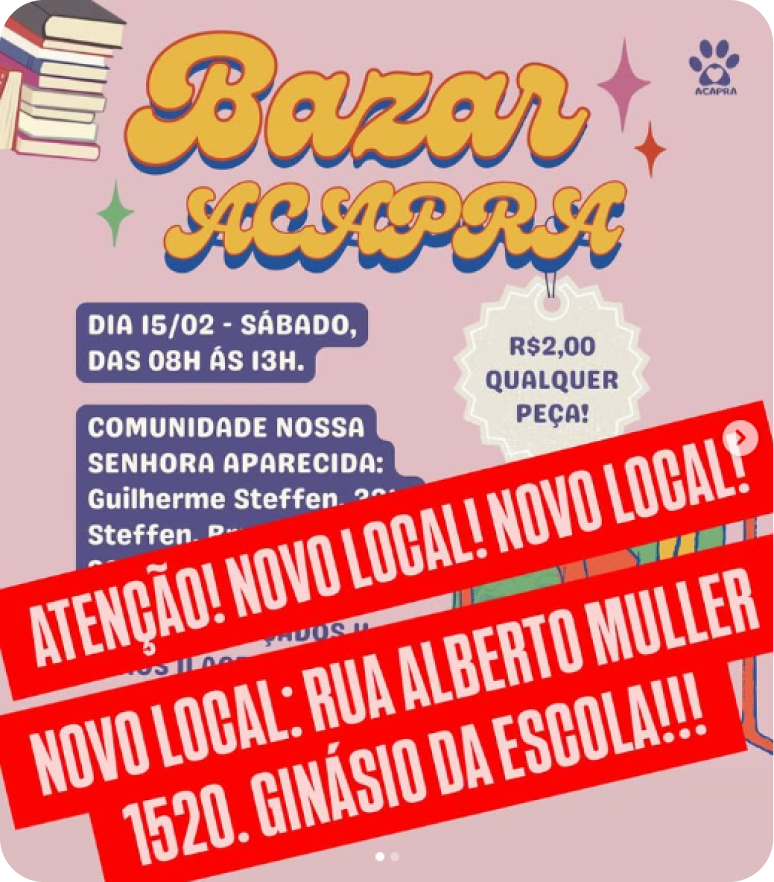 Bazar
ACAPRA
ACAPRA
DIA 15/02 - SÁBADO,
DAS 08H ÁS 13H.
R$2,00
QUALQUER
PEÇA!
COMUNIDADE NOSSA
SENHORA APARECIDA:
Guilherme Steffen,
Steffen,
ATENÇÃO! NOVO LOCAL! NOVO LOCAL!
NOVO LOCAL: RUA ALBERTO MULLER
1520. GINÁSIO DA ESCOLA!!!